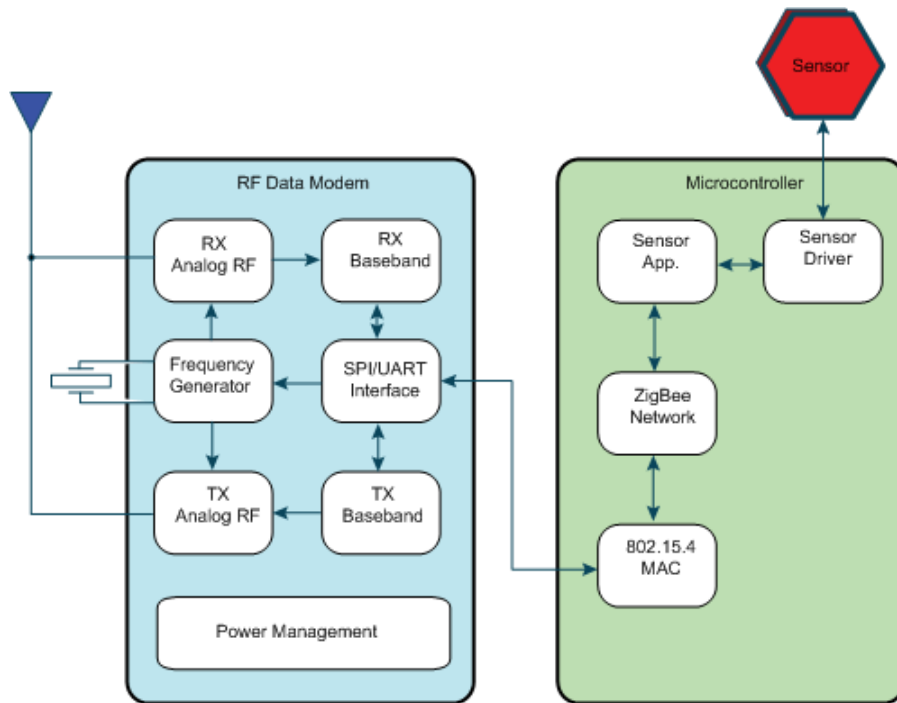 Sensor
RF Data Modem
RX
Analog RF
RX
Baseband
Frequency
Generator
SPI/UART
Interface
TX
Analog RF
TX
Baseband
Power Management
Microcontroller
Sensor
App.
Sensor
Driver
ZigBee
Network
802.15.4
MAC